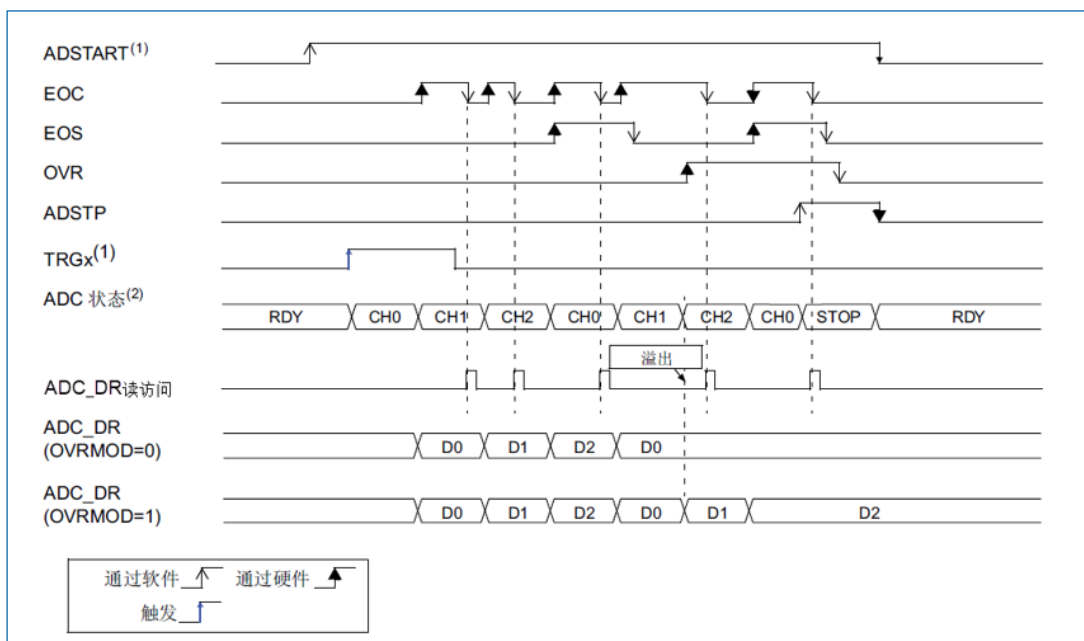 ADSTART(1)
EOC
EOS
OVR
ADSTP
TRGx(1)
ADC 状态(2)
RDY CH0 CH1 CH2 CH0 CH1 CH2 CH0 STOP RDY
溢出
ADC_DR读访问
ADC_DR
(OVRMOD=0)
D0 D1 D2 D0
ADC_DR
(OVRMOD=1)
D0 D1 D2 D0 D1 D2
通过软件 通过硬件
触发